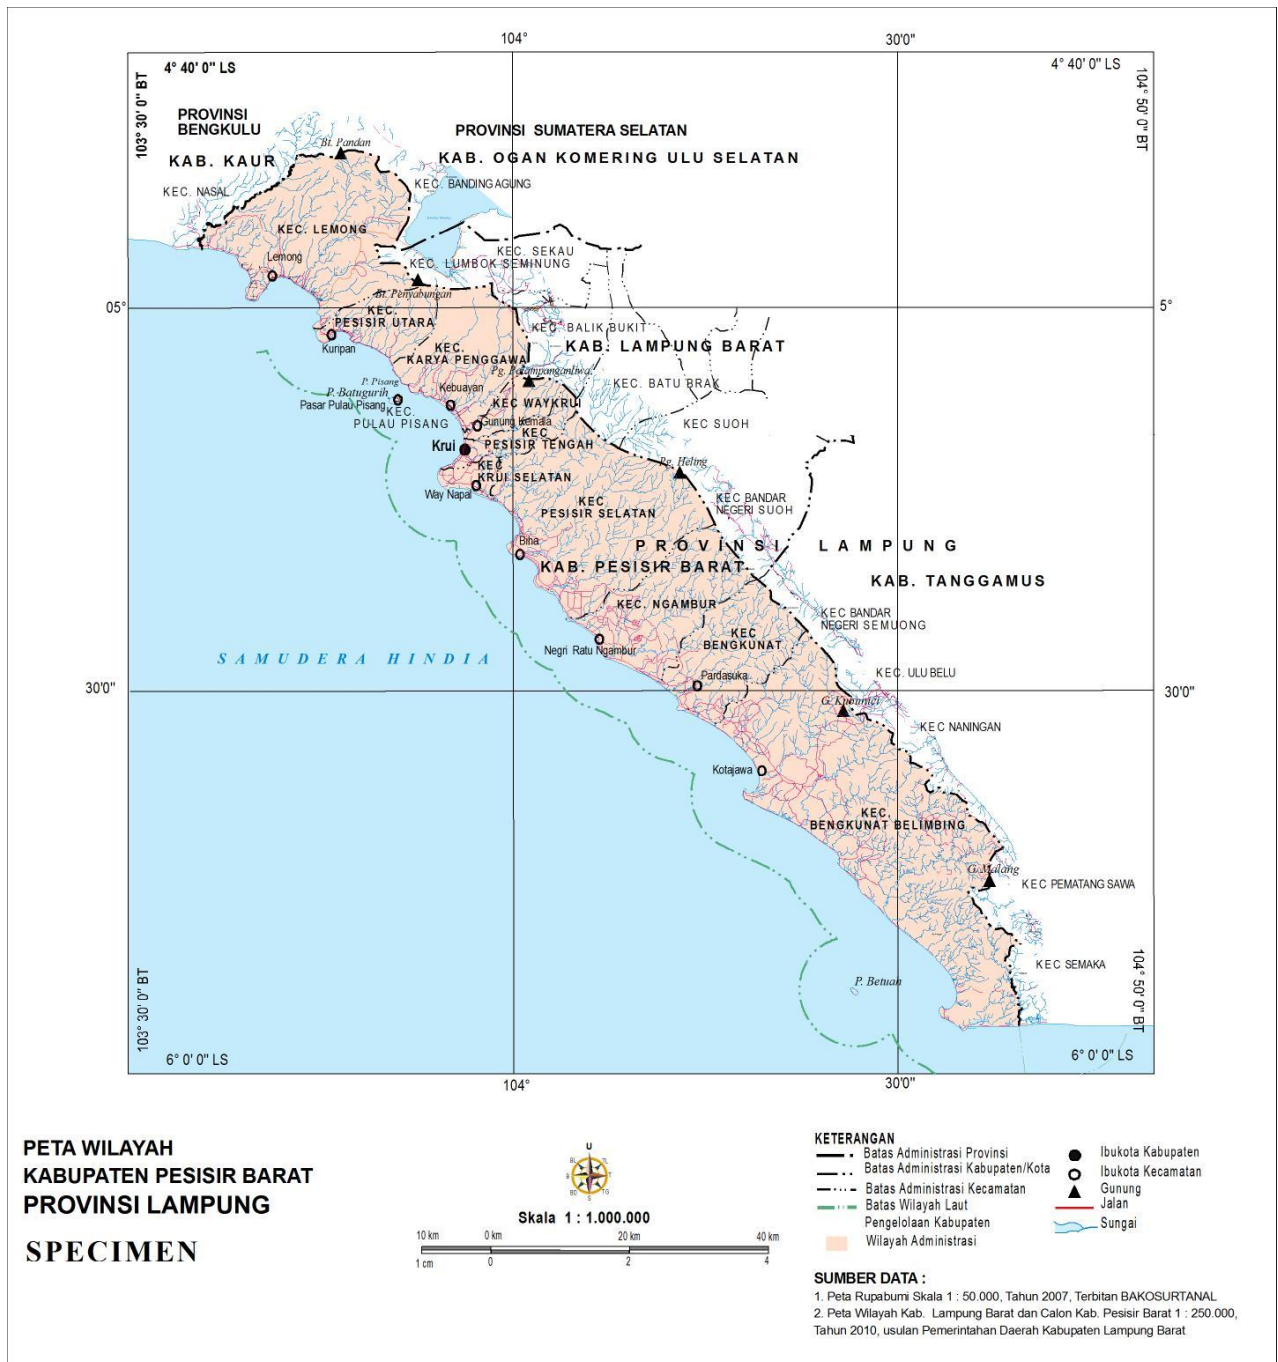 104°
30'0"
4° 40' 0" LS
4° 40' 0" LS
103° 30' 0" BT
104° 50' 0" BT
PROVINSI
BENGKULU
PROVINSI SUMATERA SELATAN
Bt. Pandan
KAB. KAUR
KAB. OGAN KOMERING ULU SELATAN
KEC. NASAL
KEC. BANDING AGUNG
KEC. LEMONG
KEC. SEKAU
Lemong
KEC. LUMBOK SEMINUNG
Bt. Penyabungan
05°
5°
KEC.
PESISIR UTARA
KEC. BALIK BUKIT
Kuripan
KEC.
KARYA PENGGAWA
KAB. LAMPUNG BARAT
Pg. Pelampanganliwa
P. Pisang
P. Batugurih
Kebuayan
KEC. BATU BRAK
Pasar Pulau Pisang
KEC.
PULAU PISANG
KEC WAYKRUI
Gunung Kemala
KEC SUOH
Krui
KEC
PESISIR TENGAH
KEC
KRUI SELATAN
Pg. Heling
Way Napal
KEC
PESISIR SELATAN
KEC BANDAR
NEGERI SUOH
Biha
PROVINSI LAMPUNG
KAB. PESISIR BARAT
KAB. TANGGAMUS
KEC. NGAMBUR
KEC BANDAR
NEGERI SEMUONG
KEC
BENGKUNAT
Negri Ratu Ngambur
SAMUDERA HINDIA
Pardasuka
KEC. ULU BELU
30'0"
30'0"
KEC NANINGAN
Kotajawa
KEC.
BENGKUNAT BELIMBING
G. Malang
KEC PEMATANG SAWA
KEC SEMAKA
P. Betuah
103° 30' 0" BT
104° 50' 0" BT
6° 0' 0" LS
6° 0' 0" LS
104°
30'0"
PETA WILAYAH
KABUPATEN PESISIR BARAT
PROVINSI LAMPUNG
SPECIMEN
U
TL
T
TG
S
BD
B
BL
Skala 1 : 1.000.000
10 km 0 km 20 km 40 km
1 cm 0 2 4
KETERANGAN
Batas Administrasi Provinsi
Batas Administrasi Kabupaten/Kota
Batas Administrasi Kecamatan
Batas Wilayah Laut
Pengelolaan Kabupaten
Wilayah Administrasi
Ibukota Kabupaten
Ibukota Kecamatan
Gunung
Jalan
Sungai
SUMBER DATA :
1. Peta Rupabumi Skala 1 : 50.000, Tahun 2007, Terbitan BAKOSURTANAL
2. Peta Wilayah Kab. Lampung Barat dan Calon Kab. Pesisir Barat 1 : 250.000,
Tahun 2010, usulan Pemerintahan Daerah Kabupaten Lampung Barat